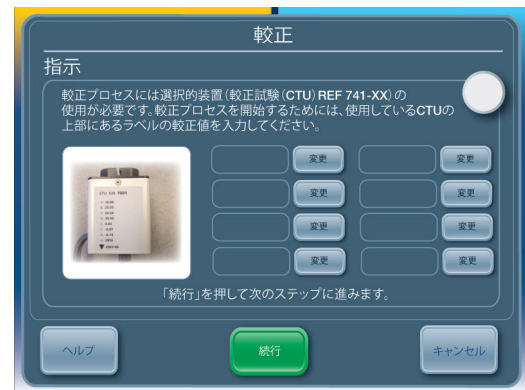 較正
指示
較正プロセスには選択的装置(較正試験(CTU)REF 741-XX)の
使用が必要です。較正プロセスを開始するためには、使用しているCTUの
上部にあるラベルの較正値を入力してください。
変更 変更
変更 変更
変更 変更
変更 変更
「続行」を押して次のステップに進みます。
ヘルプ 続行 キャンセル